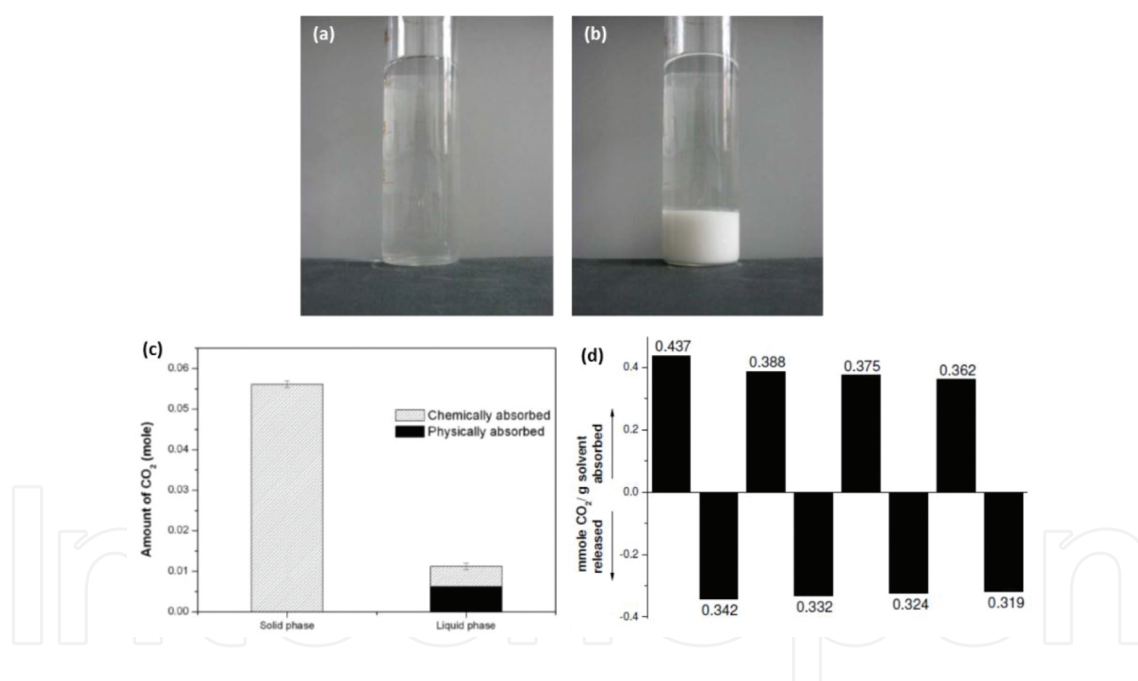 (a)
(b)
(c)
Amount of CO2 (mole)
0.06
0.05
0.04
0.03
0.02
0.01
0.00
Chemically absorbed
Physically absorbed
Solid phase
Liquid phase
(d)
mmole CO2/ g solvent
released
absorbed
0.4
0.2
0.0
-0.2
-0.4
0.437
0.388
0.375
0.362
0.342
0.332
0.324
0.319